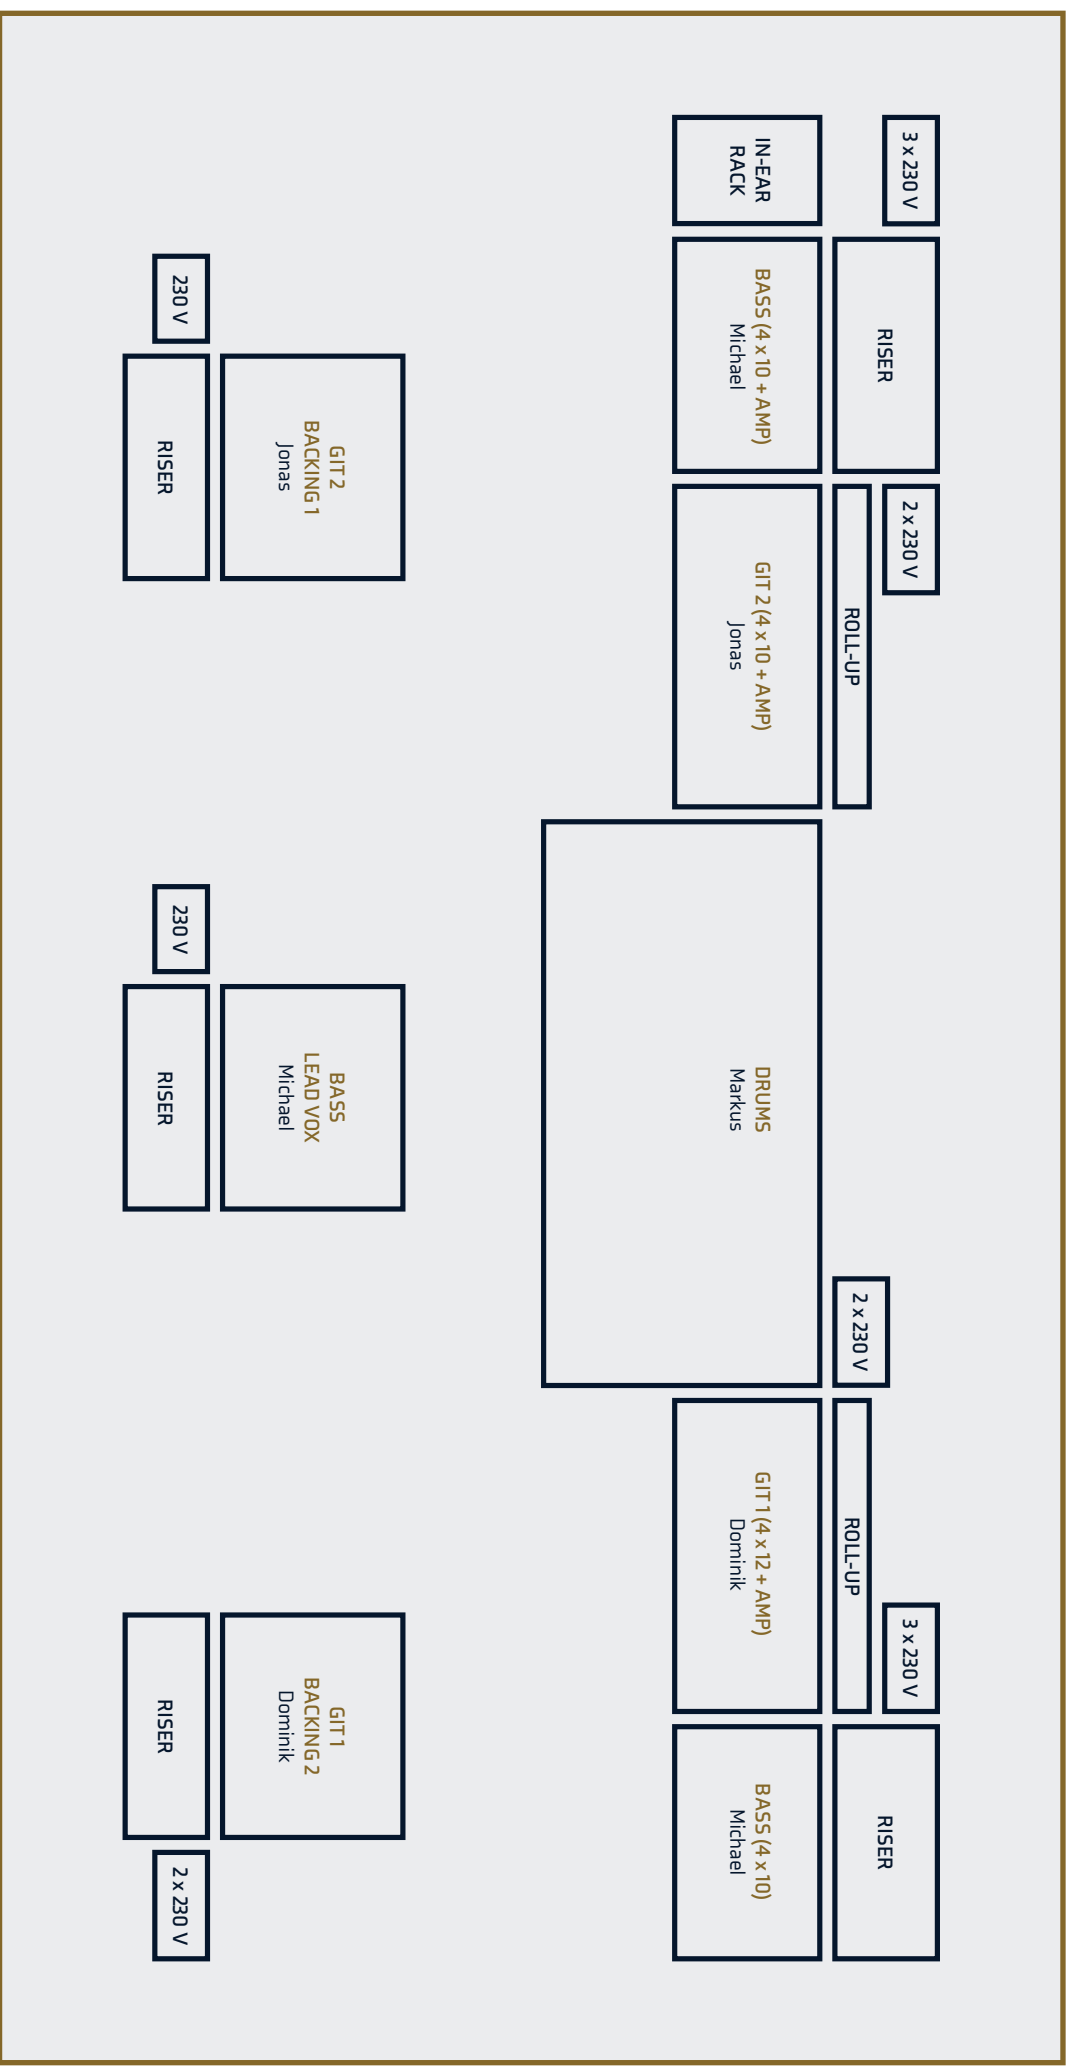 3 x 230 V
2 x 230 V
3 x 230 V
RISER
RISER
2 x 230 V
ROLL-UP
ROLL-UP
IN-EAR
RACK
BASS (4 x 10 + AMP)
Michael
GIT 2 (4 x 10 + AMP)
Jonas
DRUMS
Markus
GIT 1 (4 x 12 + AMP)
Dominik
BASS (4 x 10)
Michael
GIT 2
BACKING 1
Jonas
BASS
LEAD VOX
Michael
GIT 1
BACKING 2
Dominik
230 V
RISER
230 V
RISER
RISER
2 x 230 V